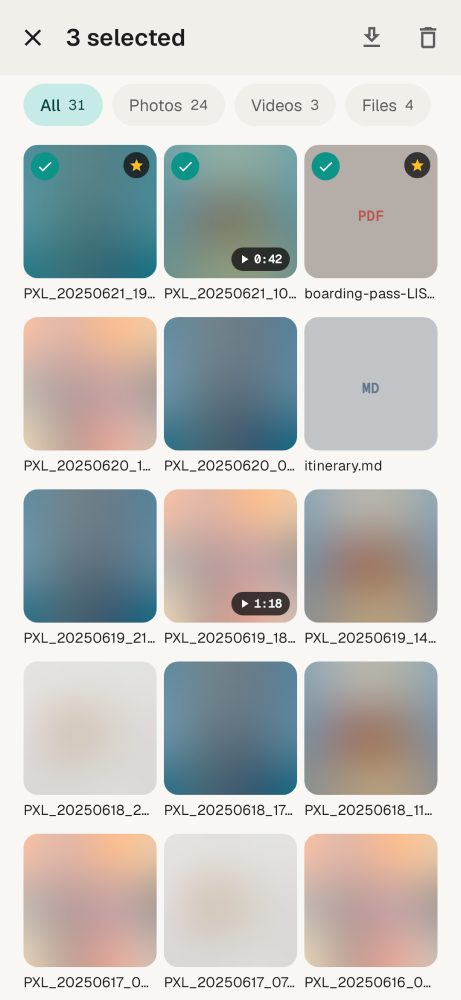 3 selected
All 31
Photos 24
Videos 3
Files 4
PDF
0:42
PXL_20250621_19...
PXL_20250621_10...
boarding-pass-LIS...
MD
PXL_20250620_1...
PXL_20250620_0...
itinerary.md
1:18
PXL_20250619_21...
PXL_20250619_18...
PXL_20250619_14...
PXL_20250618_2...
PXL_20250618_17...
PXL_20250618_11...
PXL_20250617_0...
PXL_20250617_07...
PXL_20250616_0...